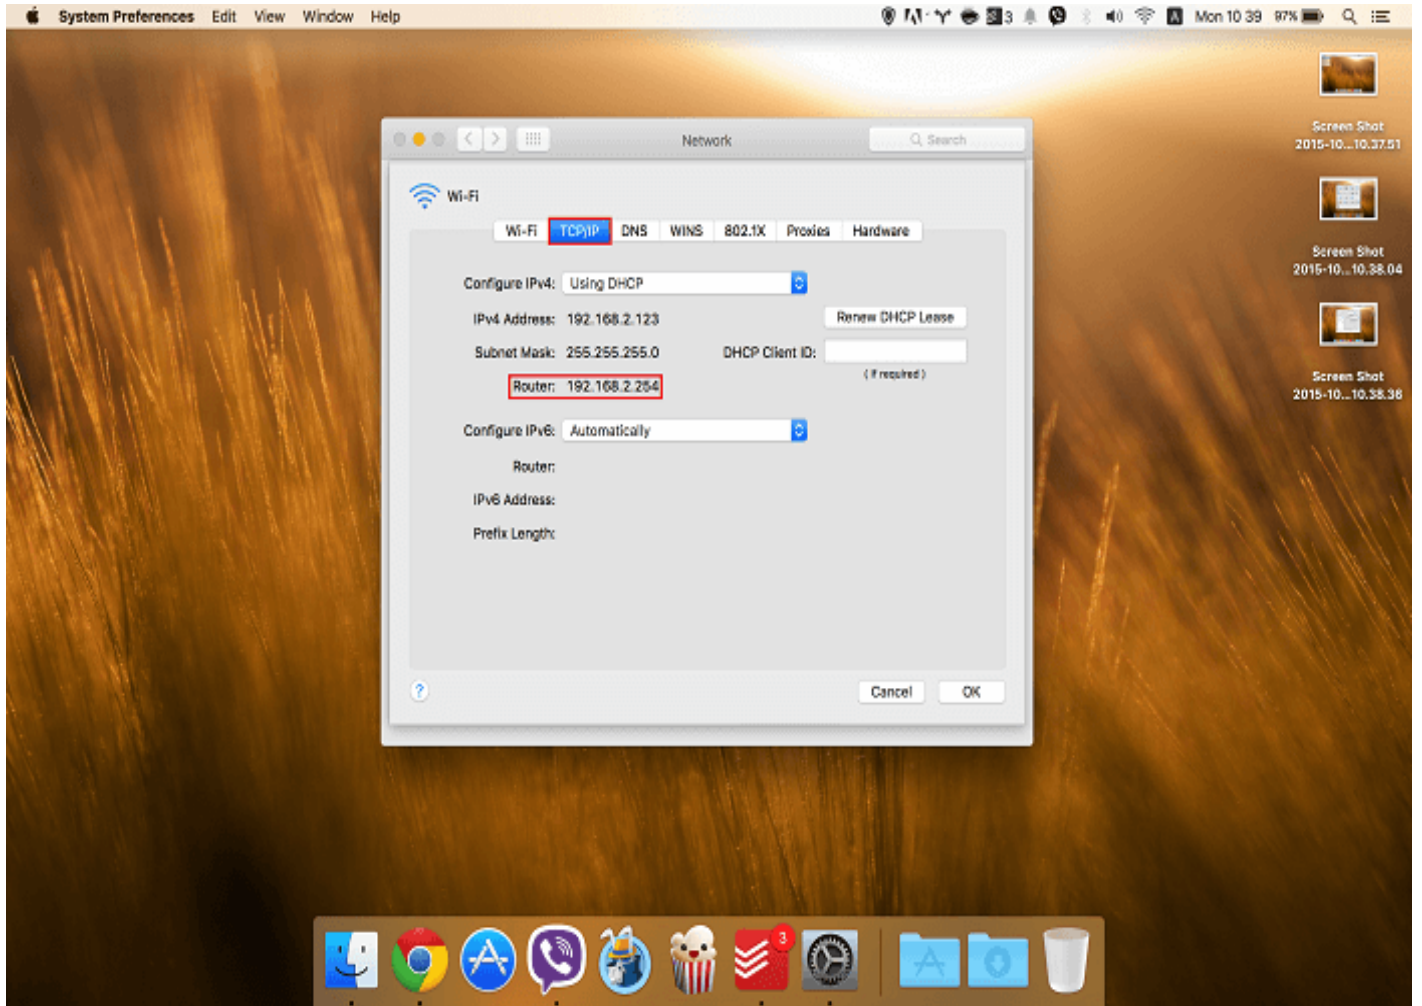 System Preferences Edit View Window Help
3 Mon 10 39 97%
Screen Shot
2015-10...10.37.51
Screen Shot
2015-10...10.38.04
Screen Shot
2015-10...10.38.36
Network
Search
Wi-Fi
Wi-Fi TCP/IP DNS WINS 802.1X Proxies Hardware
Configure IPv4: Using DHCP
IPv4 Address: 192.168.2.123 Renew DHCP Lease
Subnet Mask: 255.255.255.0 DHCP Client ID:
( If required )
Router: 192.168.2.254
Configure IPv6: Automatically
Router:
IPv6 Address:
Prefix Length:
? Cancel OK
3